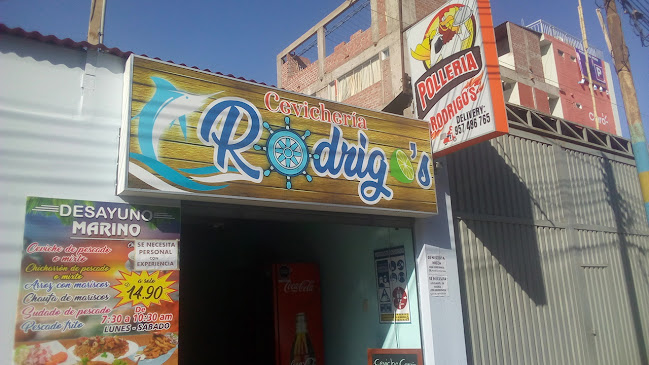 Cevicheria
Rodrigo's
POLLERIA
RODRIGO'S
DELIVERY:
957 486 765
DESAYUNO
MARINO
SE NECESITA
PERSONAL
CON
EXPERIENCIA
Ceviche de pescado
o mixto
Chicharrón de pescado
o mixto
Arroz con mariscos
Chaufa de mariscos
Sudado de pescado
Pescado frito
a solo
14.90
De
7:30 a 10:30 am
LUNES - SABADO
Coca-Cola